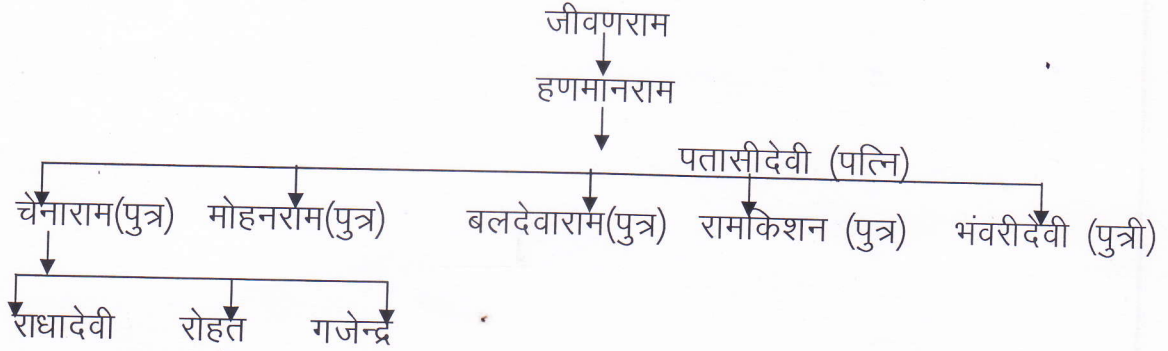 जीवणराम
हणमानराम
पतासीदेवी (पत्नि)
चैनाराम(पुत्र) मोहनराम(पुत्र) बलदेवाराम(पुत्र) रामकिशन (पुत्र) भंवरीदेवी (पुत्री)
राधादेवी रोहत गजेन्द्र